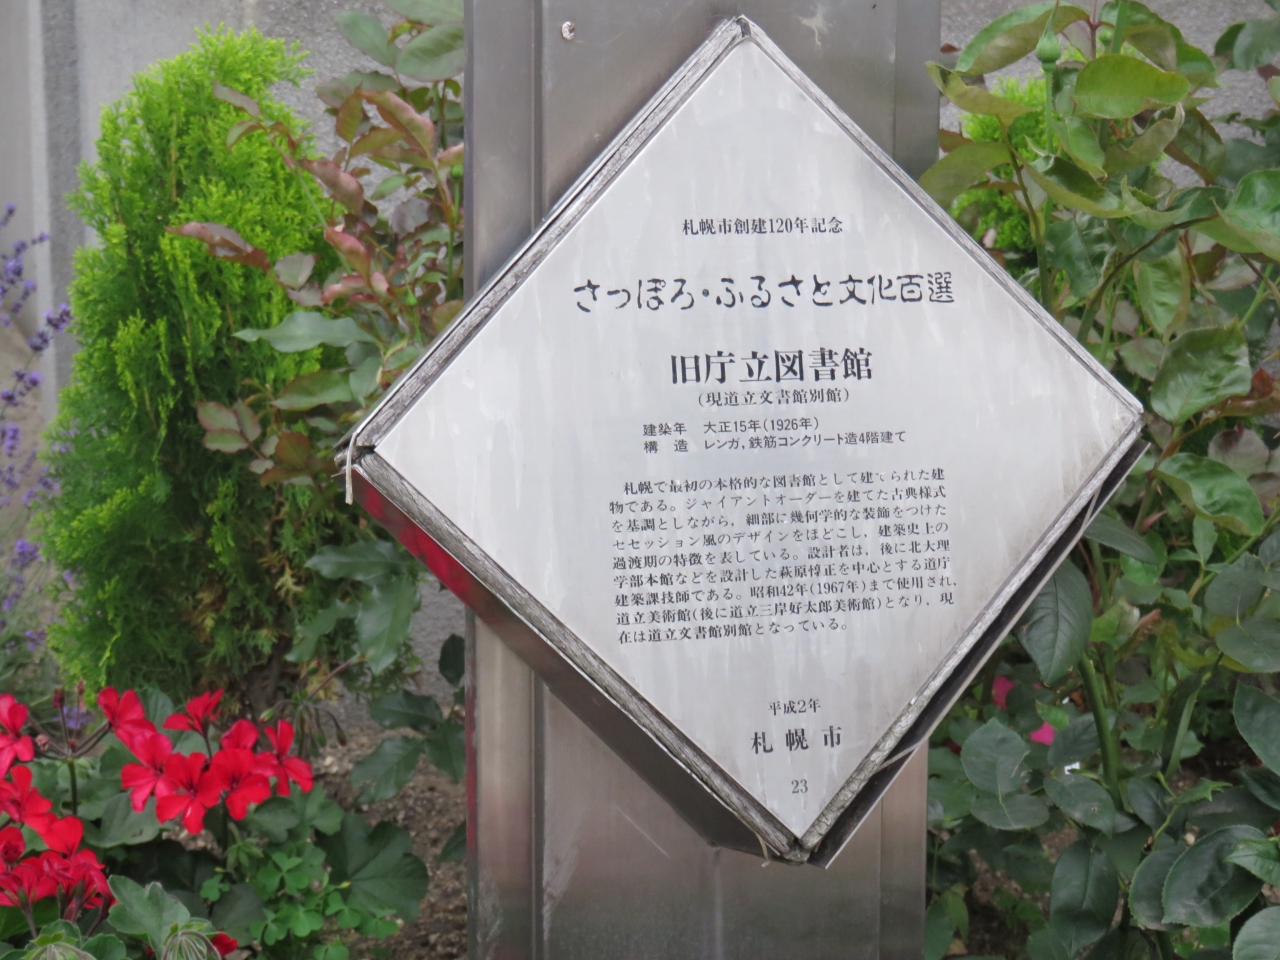 札幌市創建120年記念
さっぽろ・ふるさと文化百選
旧庁立図書館
(現道立文書館別館)
建築年　大正15年(1926年)
構　造　レンガ,鉄筋コンクリート造4階建て
札幌で最初の本格的な図書館として建てられた建
物である。ジャイアントオーダーを建てた古典様式
を基調としながら，細部に幾何学的な装飾をつけた
セセッション風のデザインをほどこし，建築史上の
過渡期の特徴を表している。設計者は，後に北大理
学部本館などを設計した萩原惇正を中心とする道庁
建築課技師である。昭和42年(1967年)まで使用され，
道立美術館(後に道立三岸好太郎美術館)となり，現
在は道立文書館別館となっている。
平成2年
札幌市
23